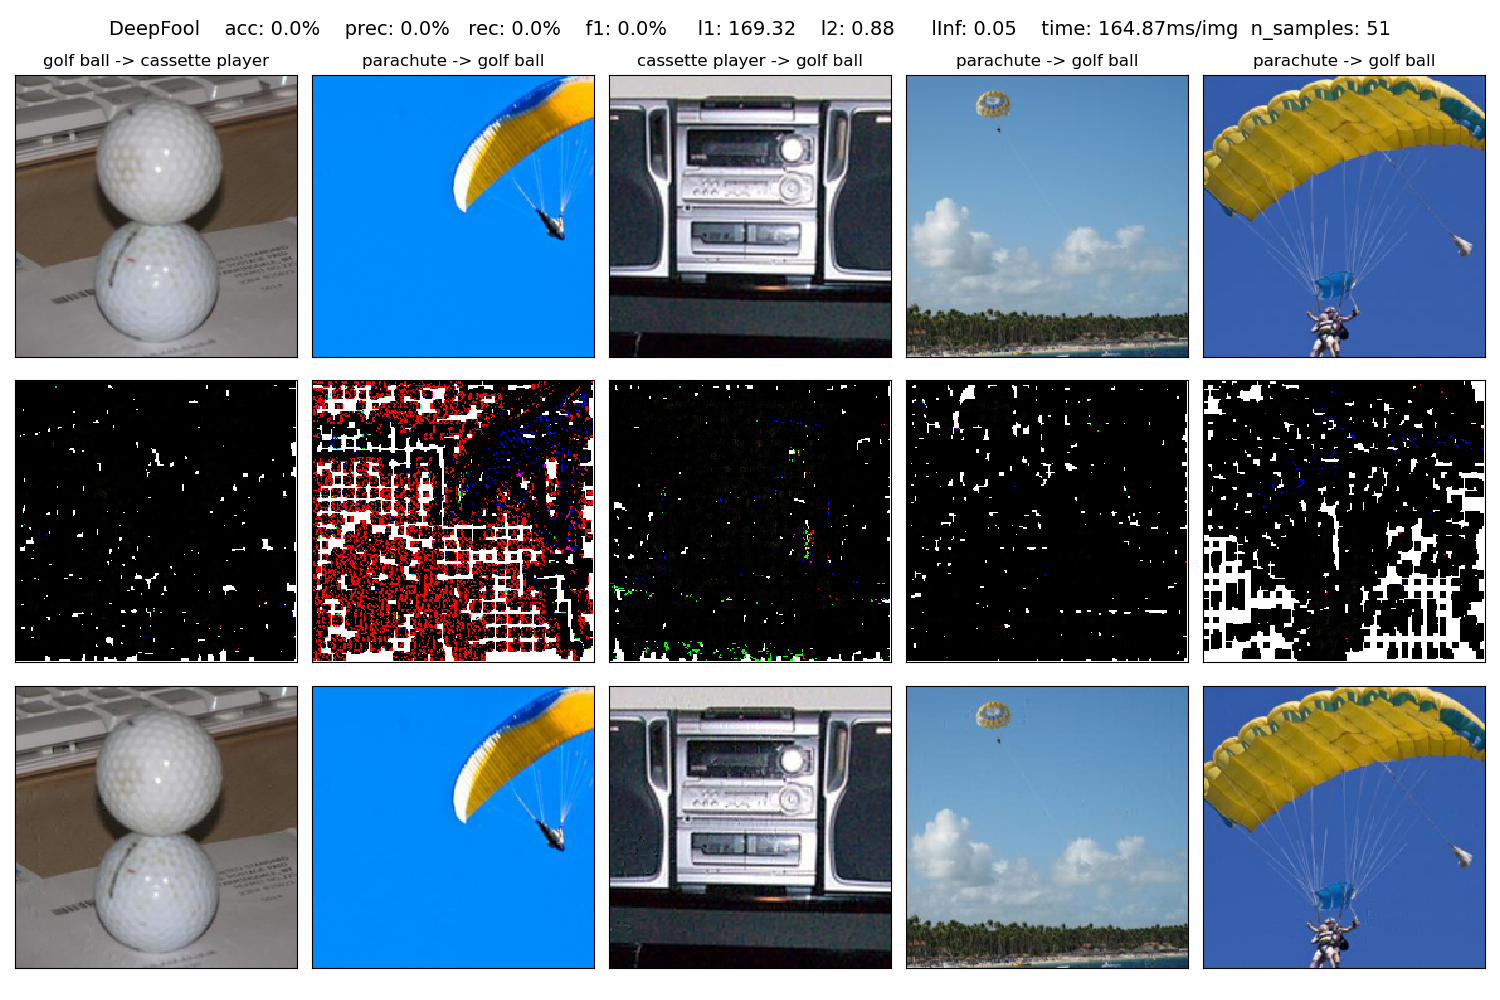 DeepFool acc: 0.0% prec: 0.0% rec: 0.0% f1: 0.0% l1: 169.32 l2: 0.88 lInf: 0.05 time: 164.87ms/img n_samples: 51
golf ball -> cassette player
parachute -> golf ball
cassette player -> golf ball
parachute -> golf ball
parachute -> golf ball